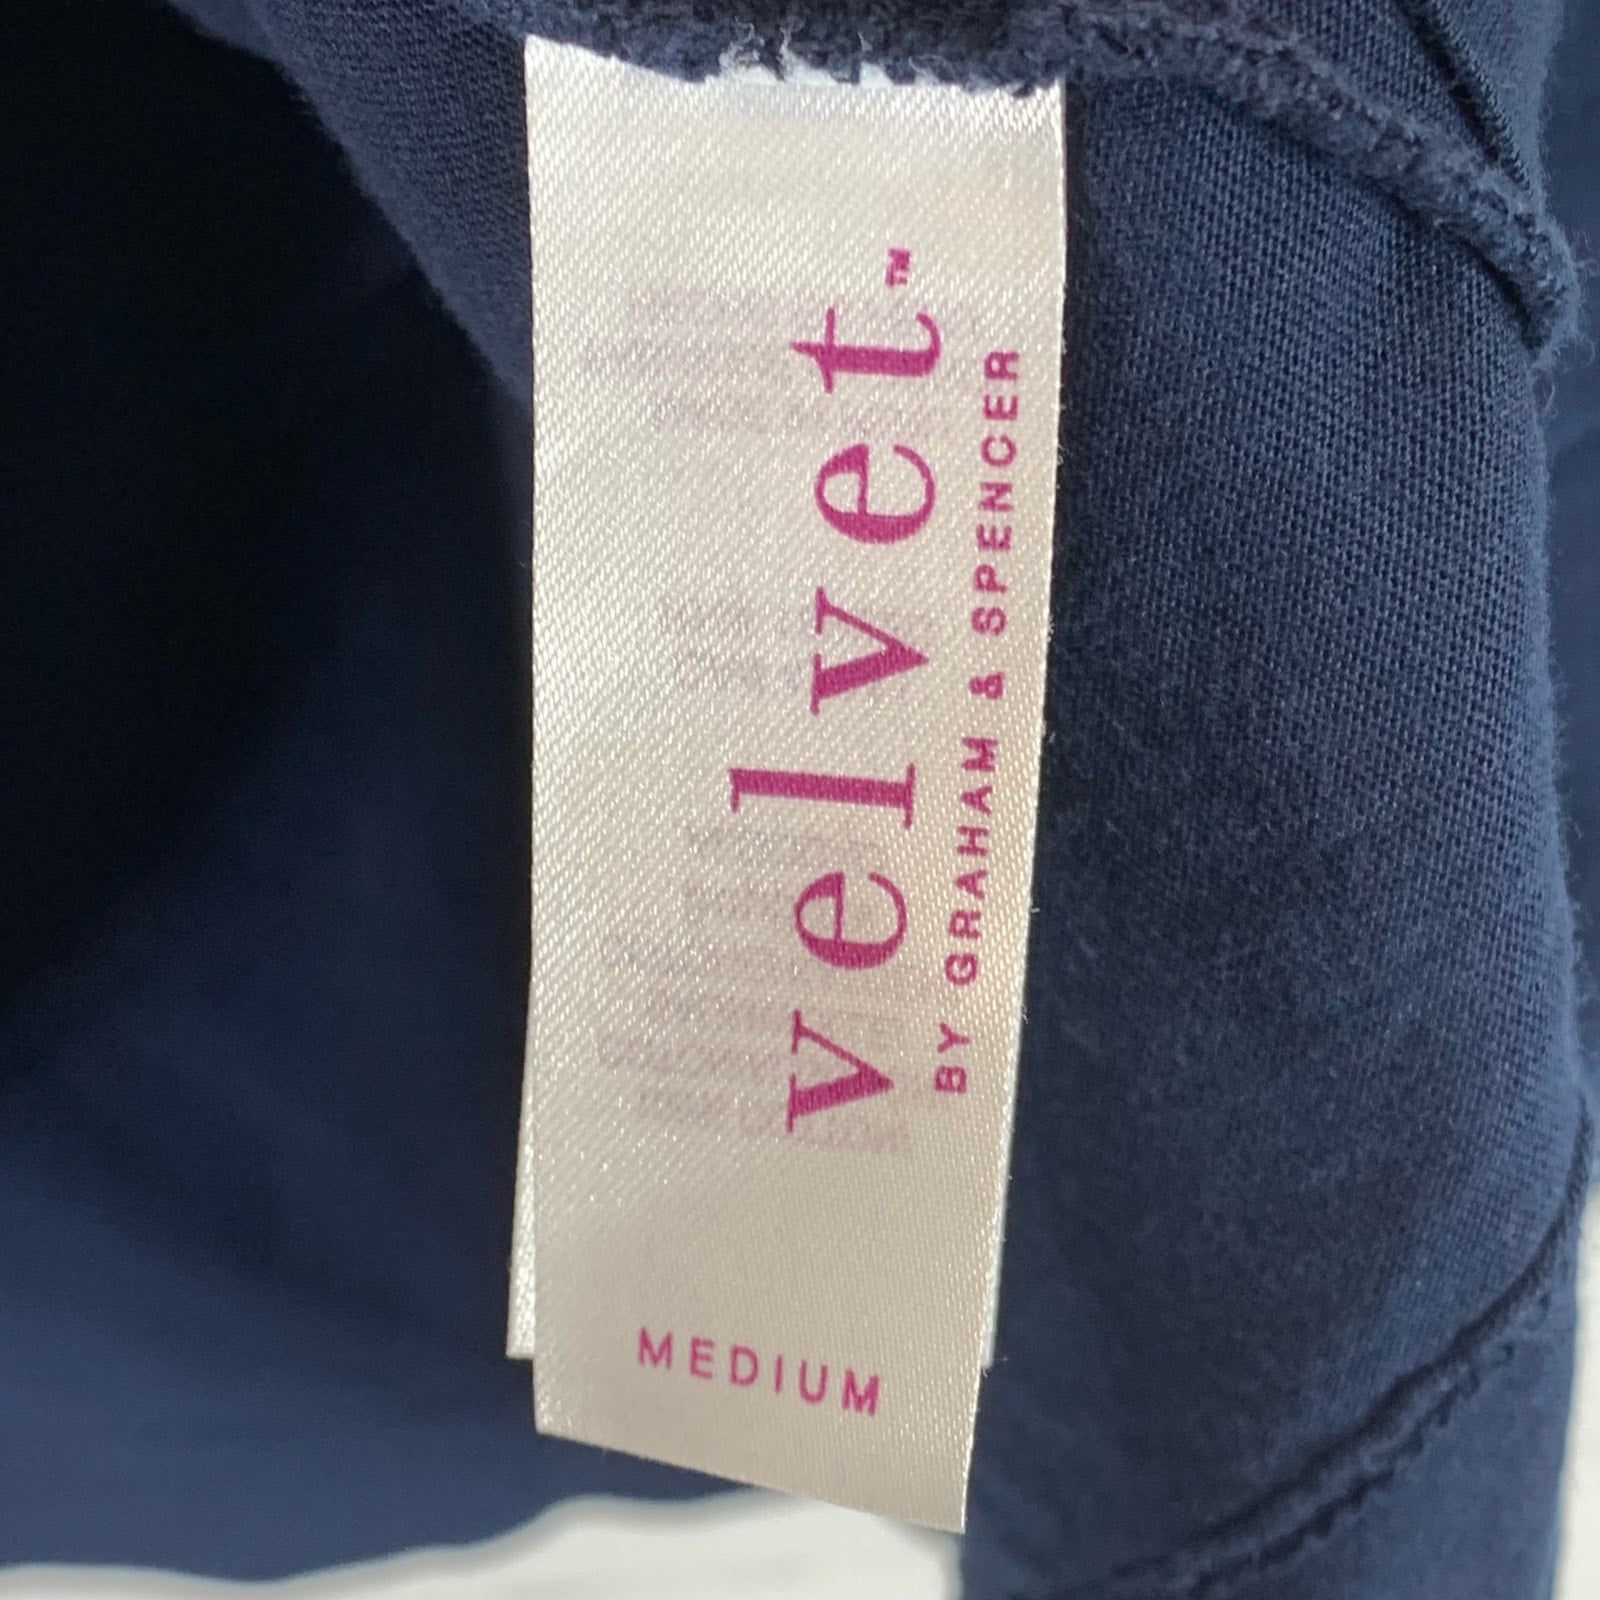 velvet™
BY GRAHAM & SPENCER
MEDIUM